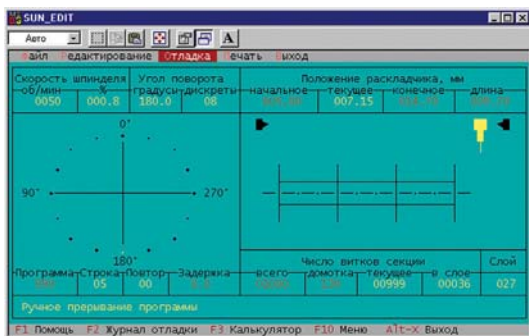 SUN_EDIT
Auto A
Файл Редактирование Отладка Печать Выход
Скорость шпинделя Угол поворота Положение раскладчика, мм
об/мин % градусы дискреты начальное текущее конечное длина
0050 000.8 180.0 08 007.15
0°
90° 270°
180°
Число витков секции Слой
Программа Строка Повтор Задержка всего домотка текущее в слое
05 00 00999 00036 027
Ручное прерывание программы
F1 Помощь F2 Журнал отладки F3 Калькулятор F10 Меню Alt-X Выход